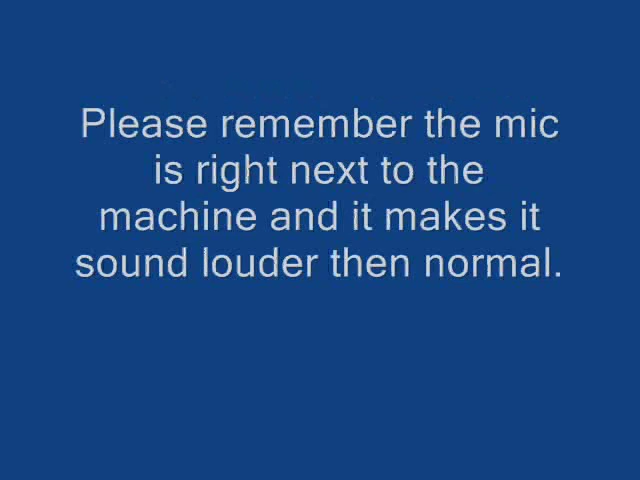 Please remember the mic
is right next to the
machine and it makes it
sound louder then normal.